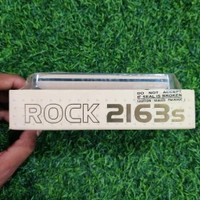 ROCK 2163s
DO NOT ACCEPT
IF SEAL IS BROKEN